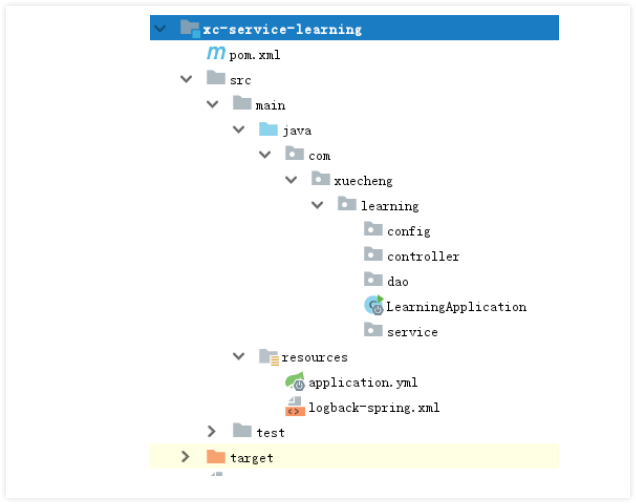 xc-service-learning
pom.xml
src
main
java
com
xuecheng
learning
config
controller
dao
LearningApplication
service
resources
application.yml
logback-spring.xml
test
target